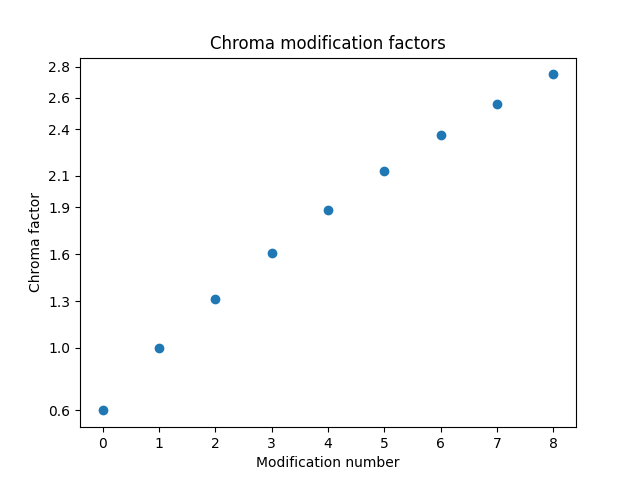 Chroma modification factors
2.8
2.6
2.4
2.1
1.9
1.6
1.3
1.0
0.6
Chroma factor
0 1 2 3 4 5 6 7 8
Modification number